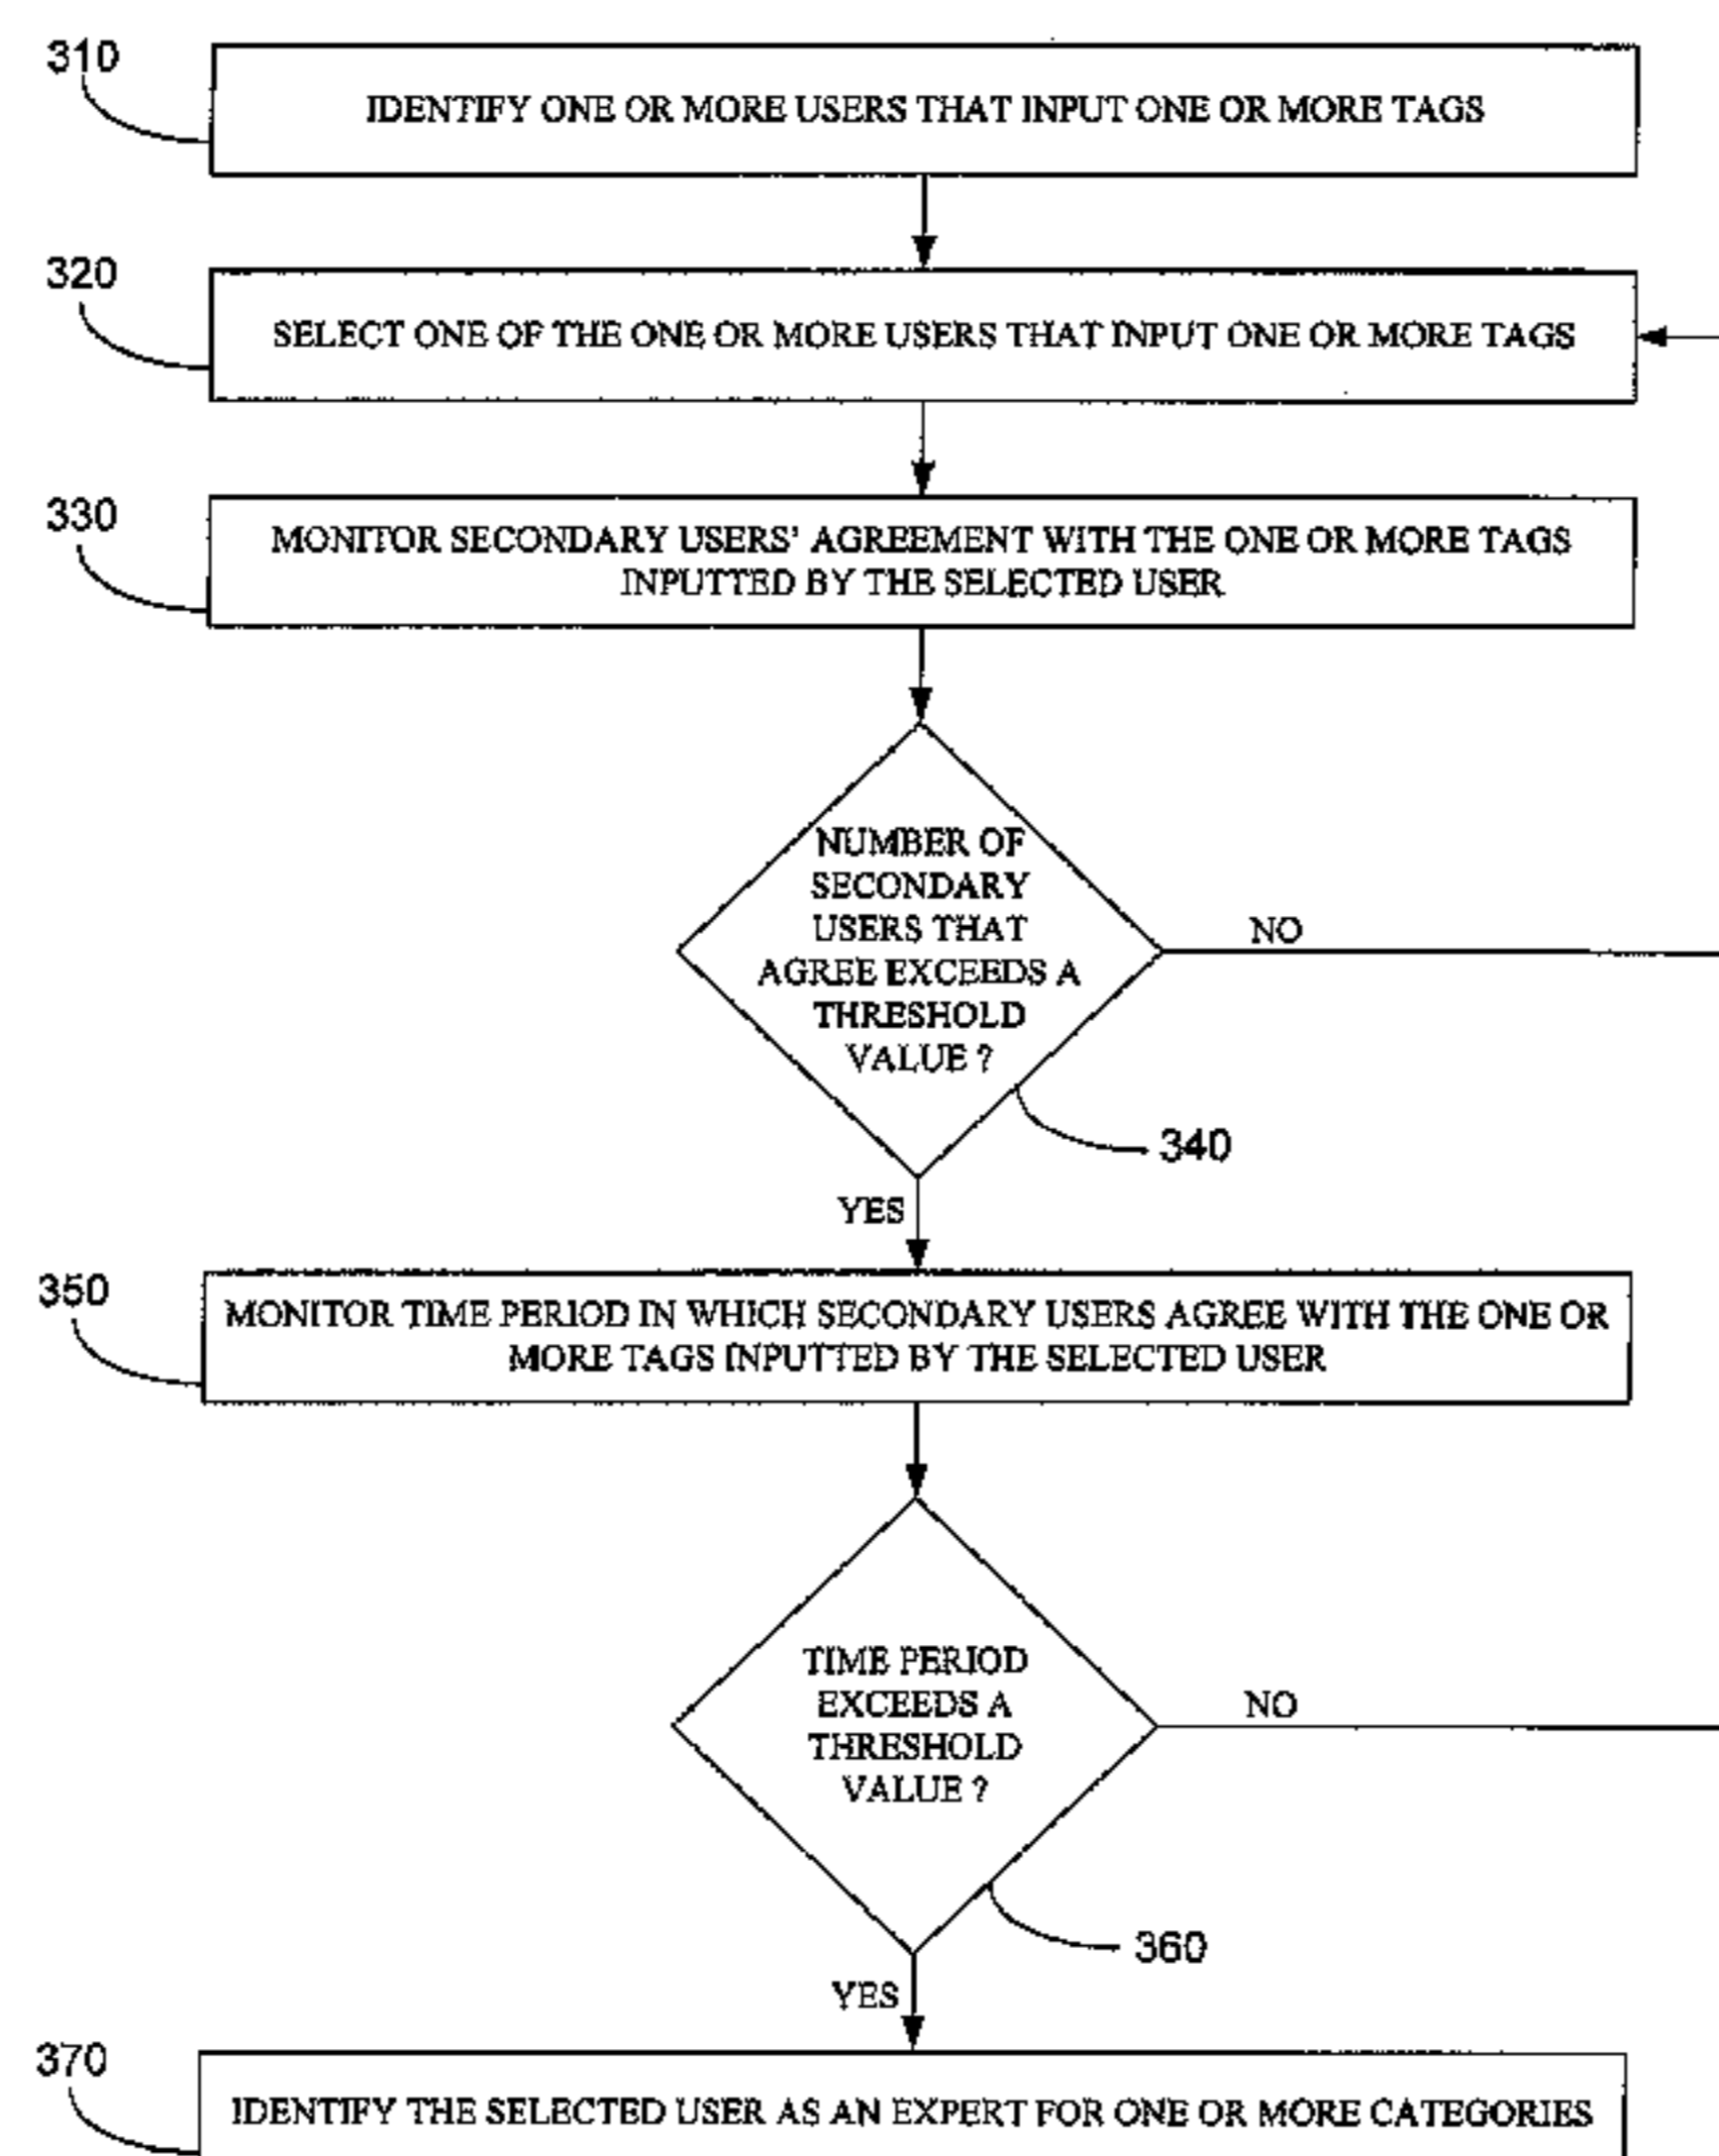 310
IDENTIFY ONE OR MORE USERS THAT INPUT ONE OR MORE TAGS
320
SELECT ONE OF THE ONE OR MORE USERS THAT INPUT ONE OR MORE TAGS
330
MONITOR SECONDARY USERS' AGREEMENT WITH THE ONE OR MORE TAGS
INPUTTED BY THE SELECTED USER
NUMBER OF
SECONDARY
USERS THAT
AGREE EXCEEDS A
THRESHOLD
VALUE ?
NO
340
YES
350
MONITOR TIME PERIOD IN WHICH SECONDARY USERS AGREE WITH THE ONE OR
MORE TAGS INPUTTED BY THE SELECTED USER
TIME PERIOD
EXCEEDS A
THRESHOLD
VALUE ?
NO
360
YES
370
IDENTIFY THE SELECTED USER AS AN EXPERT FOR ONE OR MORE CATEGORIES